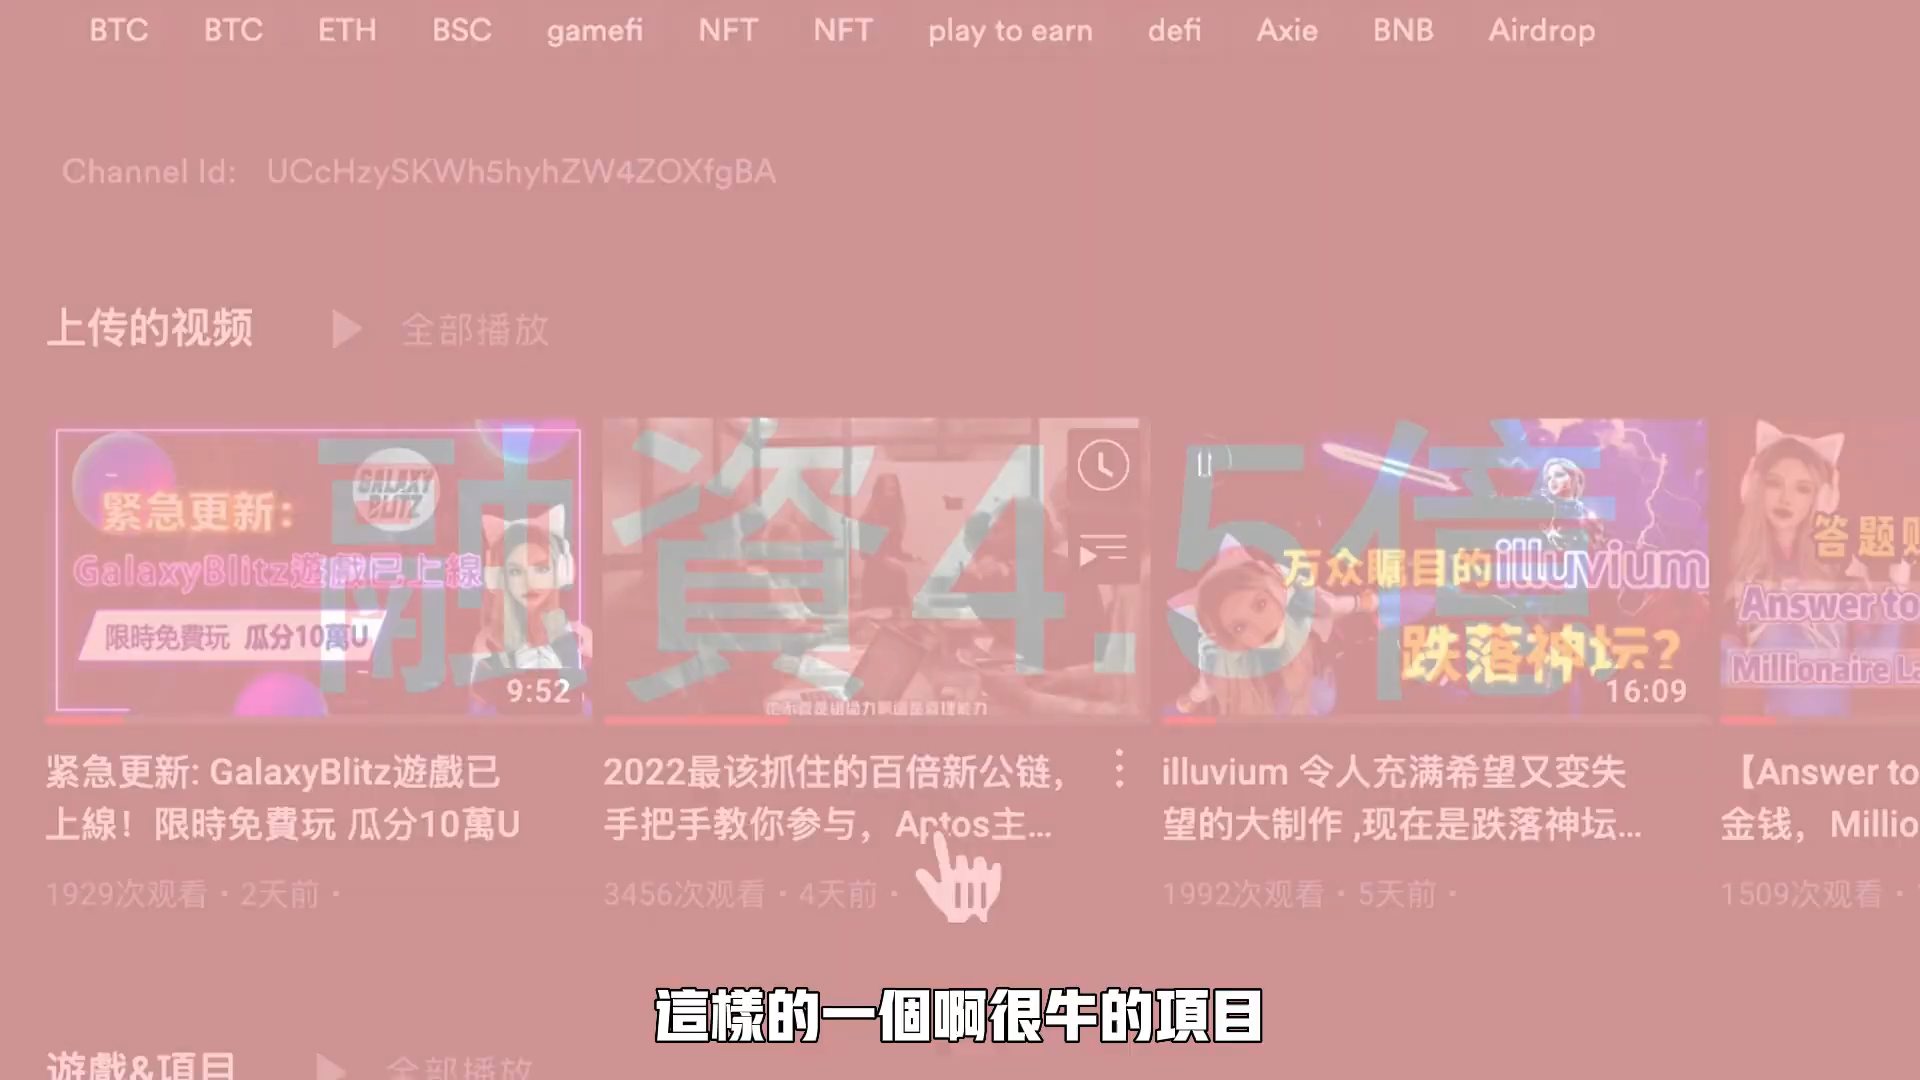 BTC BTC ETH BSC gamefi NFT NFT play to earn defi Axie BNB Airdrop
Channel Id: UCcHzySKWh5hyhZW4ZOXfgBA
上传的视频 全部播放
融資4.5倍
緊急更新:
GALAXY
BLITZ
GalaxyBlitz遊戲已上線
限時免費玩 瓜分10萬U
9:52
万众瞩目的illuvium
跌落神坛?
16:09
答题
Answer to
Millionaire
紧急更新: GalaxyBlitz遊戲已
上線！限時免費玩 瓜分10萬U
1929次观看・2天前・
2022最该抓住的百倍新公链，
手把手教你参与，Aptos主...
3456次观看・4天前・
illuvium 令人充满希望又变失
望的大制作 ,现在是跌落神坛...
1992次观看・5天前・
【Answer to
金钱，Millio
1509次观看・
這樣的一個啊很牛的項目
遊戲&項目 全部播放